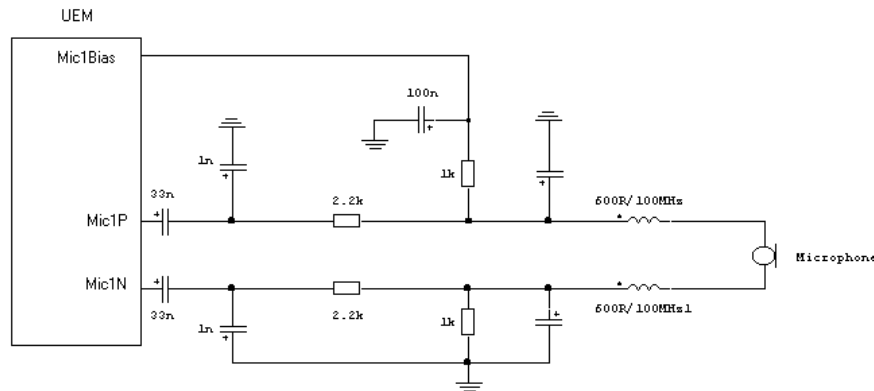 UEM
Mic1Bias
100n
1n
1k
33n
2.2k
600R/100MHz
Mic1P
Microphone
Mic1N
33n
1n
2.2k
1k
600R/100MHz1